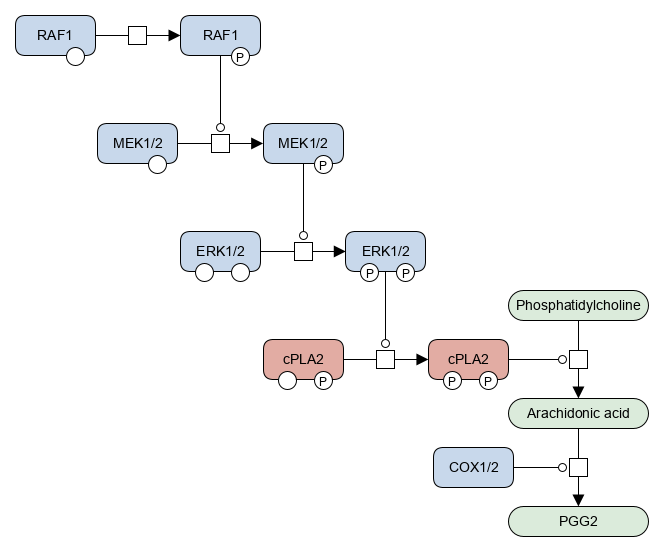 RAF1
RAF1
P
MEK1/2
MEK1/2
P
ERK1/2
ERK1/2
P
P
Phosphatidylcholine
cPLA2
P
cPLA2
P
P
Arachidonic acid
COX1/2
PGG2